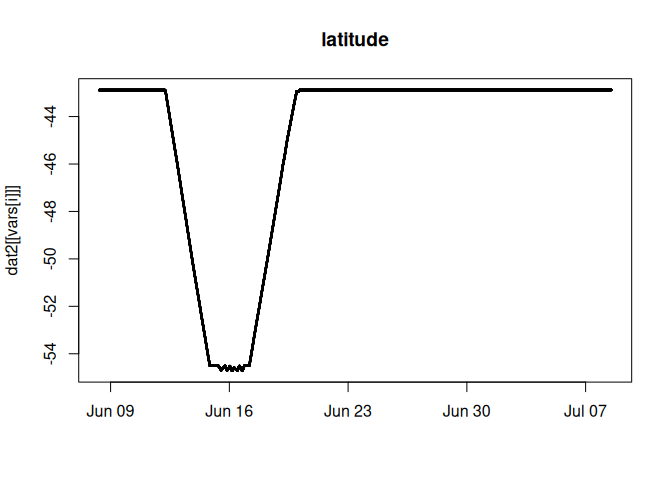 latitude
dat2[[vars[i]]]
-44
-46
-48
-50
-52
-54
Jun 09
Jun 16
Jun 23
Jun 30
Jul 07